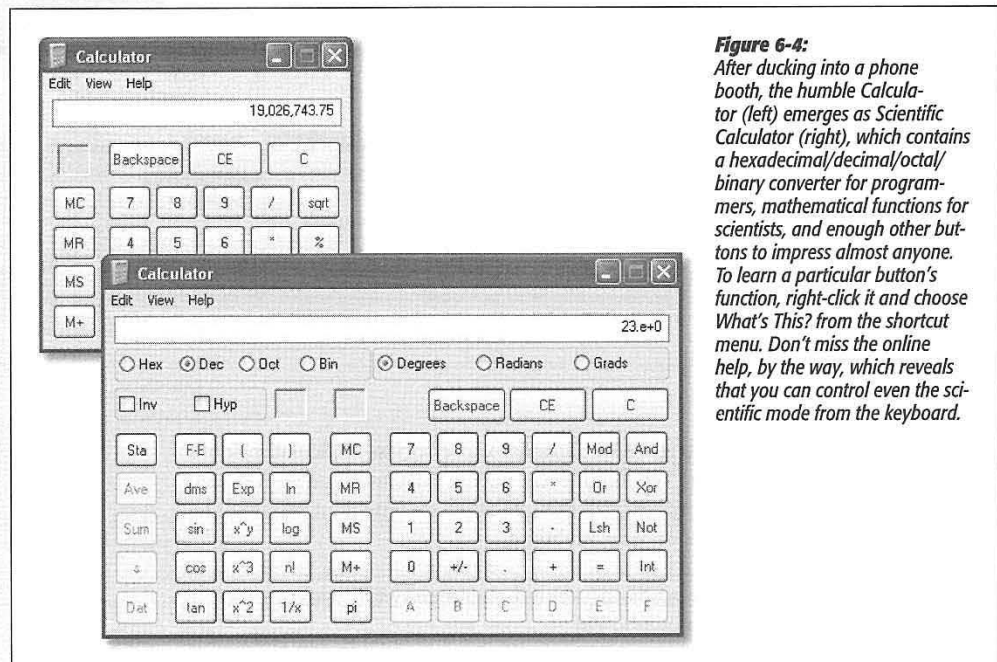 Calculator
Edit View Help
19,026,743.75
Backspace CE C
MC 7 8 9 / sqrt
MR 4 5 6 * %
MS
M+
Calculator
Edit View Help
23.e+0
Hex Dec Oct Bin Degrees Radians Grads
Inv Hyp Backspace CE C
Sta F-E ( ) MC 7 8 9 / Mod And
Ave dms Exp ln MR 4 5 6 * Or Xor
Sum sin x^y log MS 1 2 3 - Lsh Not
s cos x^3 n! M+ 0 +/- . + = Int
Dat tan x^2 1/x pi A B C D E F
Figure 6-4:
After ducking into a phone
booth, the humble Calcula-
tor (left) emerges as Scientific
Calculator (right), which contains
a hexadecimal/decimal/octal/
binary converter for program-
mers, mathematical functions for
scientists, and enough other but-
tons to impress almost anyone.
To learn a particular button's
function, right-click it and choose
What's This? from the shortcut
menu. Don't miss the online
help, by the way, which reveals
that you can control even the sci-
entific mode from the keyboard.